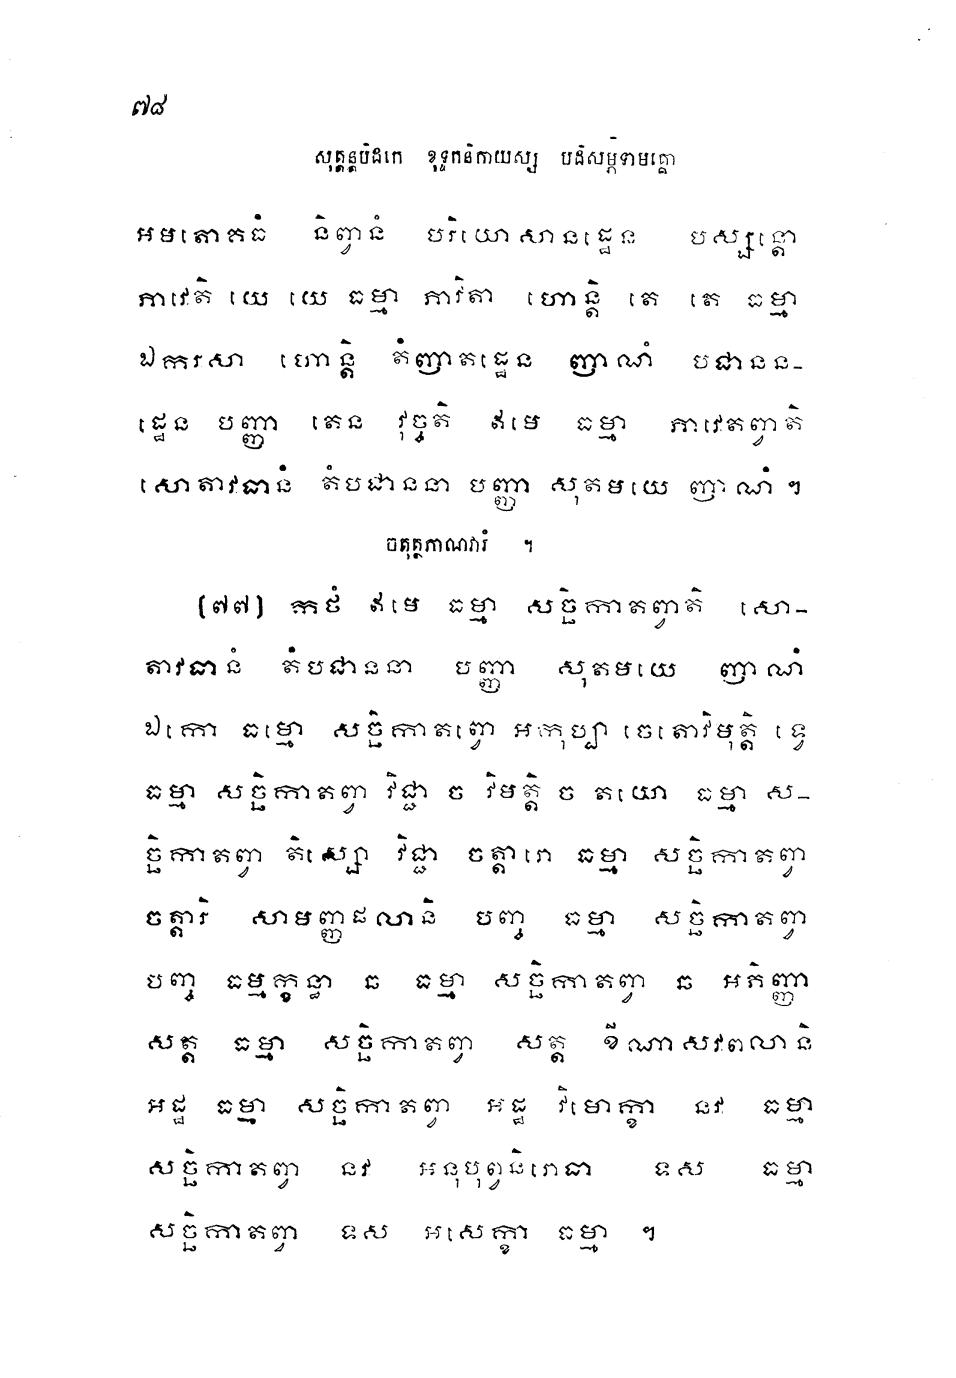 ៧៨
សុត្តន្តបិដកេ ខុទ្ទកនិកាយស្ស បដិសម្ភិទាមគ្គោ
អមតោគធំ និព្វានំ បរិយោសានដ្ឋេន បស្សន្តោ
ភាវេតិ យេ យេ ធម្មា ភាវិតា ហោន្តិ តេ តេ ធម្មា
ឯករសា ហោន្តិ តំញាតដ្ឋេន ញាណំ បជានន-
ដ្ឋេន បញ្ញា តេន វុច្ចតិ ឥមេ ធម្មា ភាវេតព្វាតិ
សោតាវធានំ តំបជាននា បញ្ញា សុតមយេ ញាណំ ។
ចតុត្ថភាណវារំ ។
(៧៧) កថំ ឥមេ ធម្មា សច្ឆិកាតព្វាតិ សោ-
តាវធានំ តំបជាននា បញ្ញា សុតមយេ ញាណំ
ឯកោ ធម្មោ សច្ឆិកាតព្វោ អកុប្បា ចេតោវិមុត្តិ ទ្វេ
ធម្មា សច្ឆិកាតព្វា វិជ្ជា ច វិមត្តិ ច តយោ ធម្មា ស-
ច្ឆិកាតព្វា តិស្សោ វិជ្ជា ចត្តារោ ធម្មា សច្ឆិកាតព្វា
ចត្តារិ សាមញ្ញផលានិ បញ្ច ធម្មា សច្ឆិកាតព្វា
បញ្ច ធម្មក្ខន្ធា ឆ ធម្មា សច្ឆិកាតព្វា ឆ អភិញ្ញា
សត្ត ធម្មា សច្ឆិកាតព្វា សត្ត ខីណាសវពលានិ
អដ្ឋ ធម្មា សច្ឆិកាតព្វា អដ្ឋ វិមោក្ខា នវ ធម្មា
សច្ឆិកាតព្វា នវ អនុបុព្វនិរោធា ទស ធម្មា
សច្ឆិកាតព្វា ទស អសេក្ខា ធម្មា ។